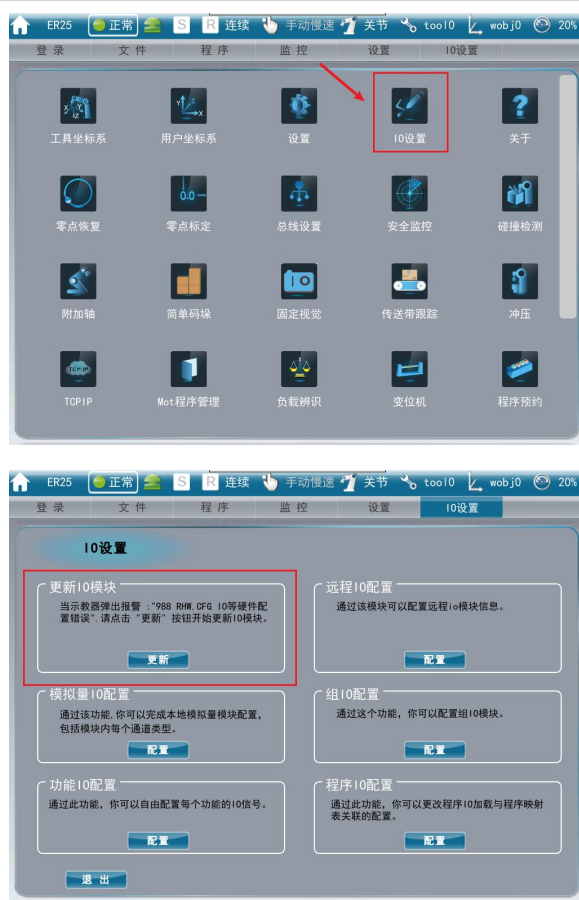 ER25 正常 S R 连续 手动慢速 关节 tool0 wobj0 20%
登录 文件 程序 监控 设置 IO设置
工具坐标系 用户坐标系 设置 IO设置 关于
零点恢复 零点标定 总线设置 安全监控 碰撞检测
附加轴 简单码垛 固定视觉 传送带跟踪 冲压
TCPIP Mot程序管理 负载辨识 变位机 程序预约
ER25 正常 S R 连续 手动慢速 关节 tool0 wobj0 20%
登录 文件 程序 监控 设置 IO设置
IO设置
更新IO模块
当示教器弹出报警 :"988 RHW.CFG IO等硬件配
置错误".请点击 "更新" 按钮开始更新IO模块。
更新
远程IO配置
通过该模块可以配置远程io模块信息。
配置
模拟量IO配置
通过该功能,你可以完成本地模拟量模块配置,
包括模块内每个通道类型。
配置
组IO配置
通过这个功能, 你可以配置组IO模块。
配置
功能IO配置
通过此功能, 你可以自由配置每个功能的IO信号。
配置
程序IO配置
通过此功能, 你可以更改程序IO加载与程序映射
表关联的配置。
配置
退出